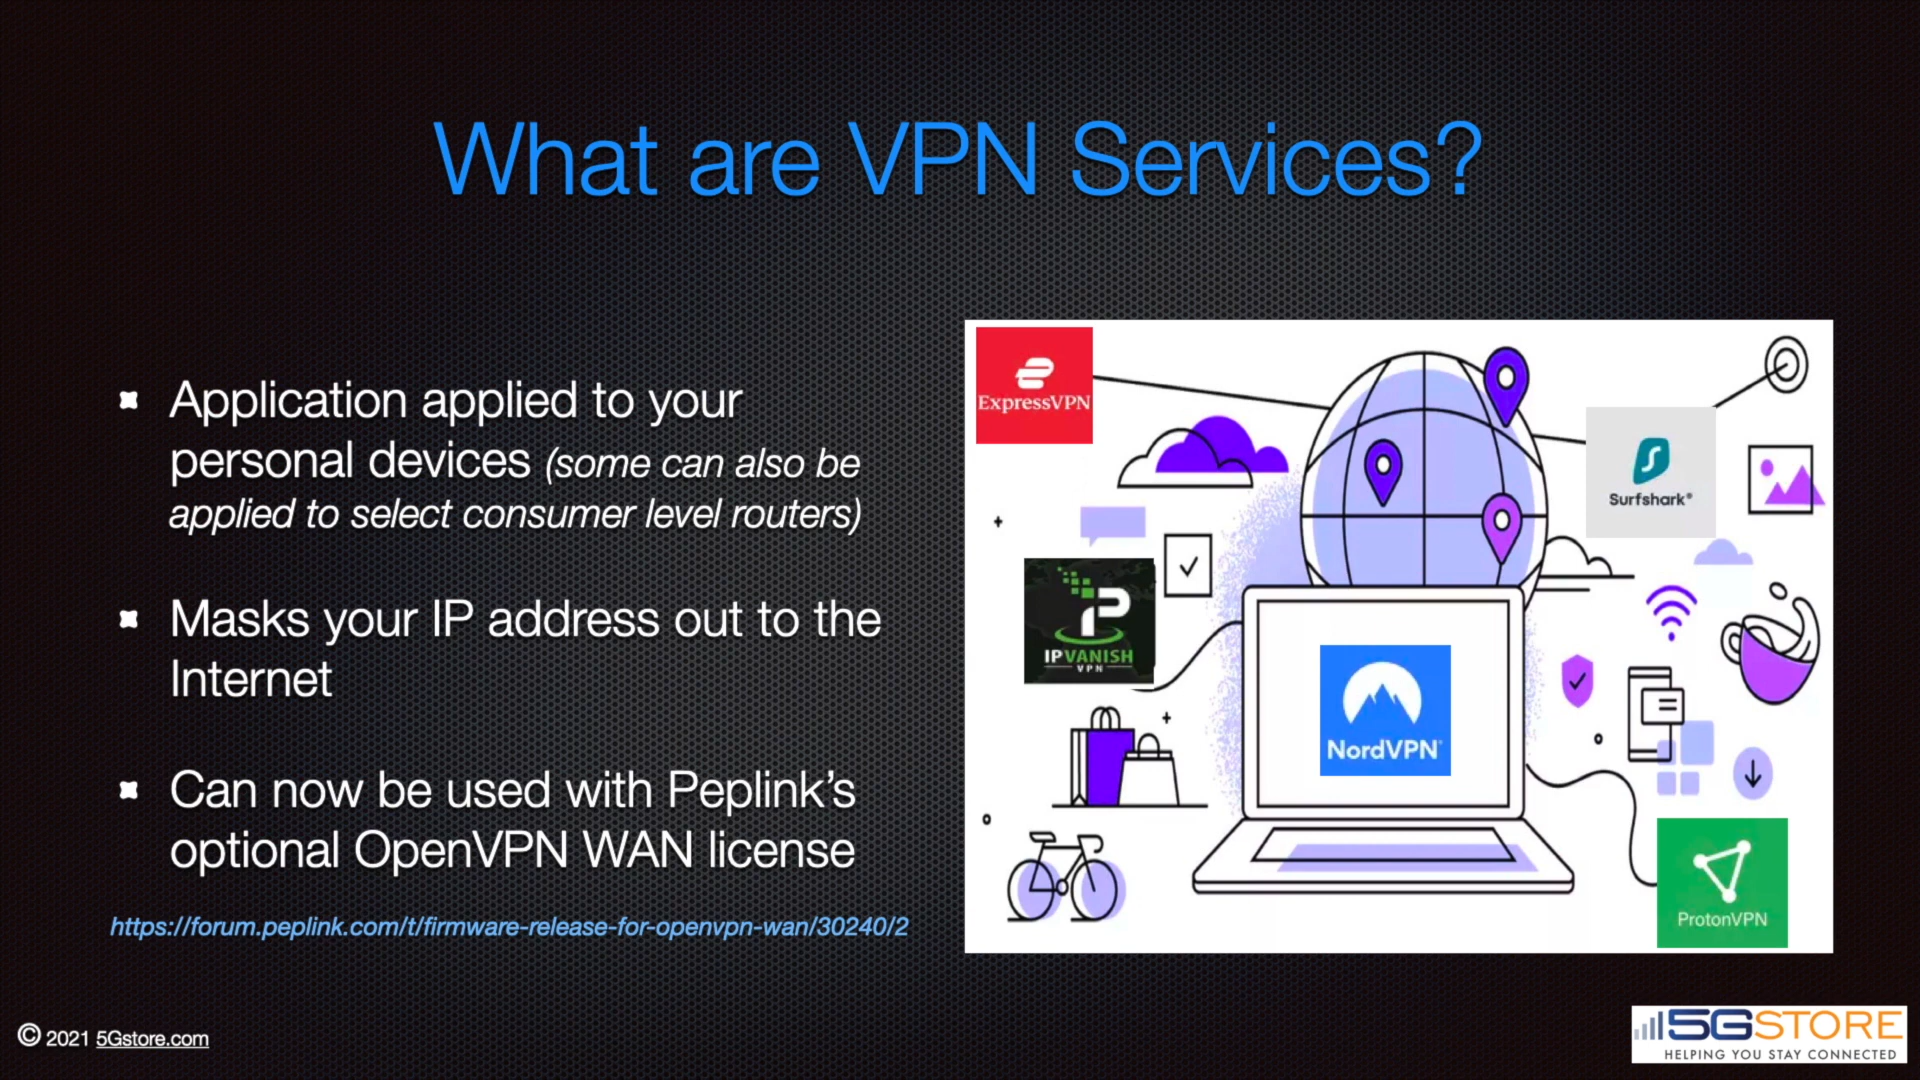 What are VPN Services?
Application applied to your
personal devices (some can also be
applied to select consumer level routers)
Masks your IP address out to the
Internet
Can now be used with Peplink's
optional OpenVPN WAN license
https://forum.peplink.com/t/firmware-release-for-openvpn-wan/30240/2
ExpressVPN
Surfshark®
IPVANISH
VPN
NordVPN®
ProtonVPN
© 2021 5Gstore.com
5GSTORE
HELPING YOU STAY CONNECTED